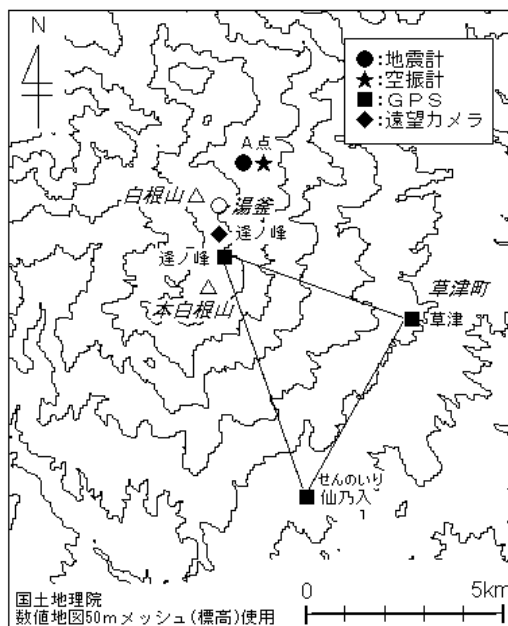 N
●:地震計
★:空振計
■:GPS
◆:遠望カメラ
A点
白根山
湯釜
逢ノ峰
逢ノ峰
本白根山
草津町
草津
せんのいり
仙乃入
1
国土地理院
数値地図50mメッシュ(標高)使用
0
5km